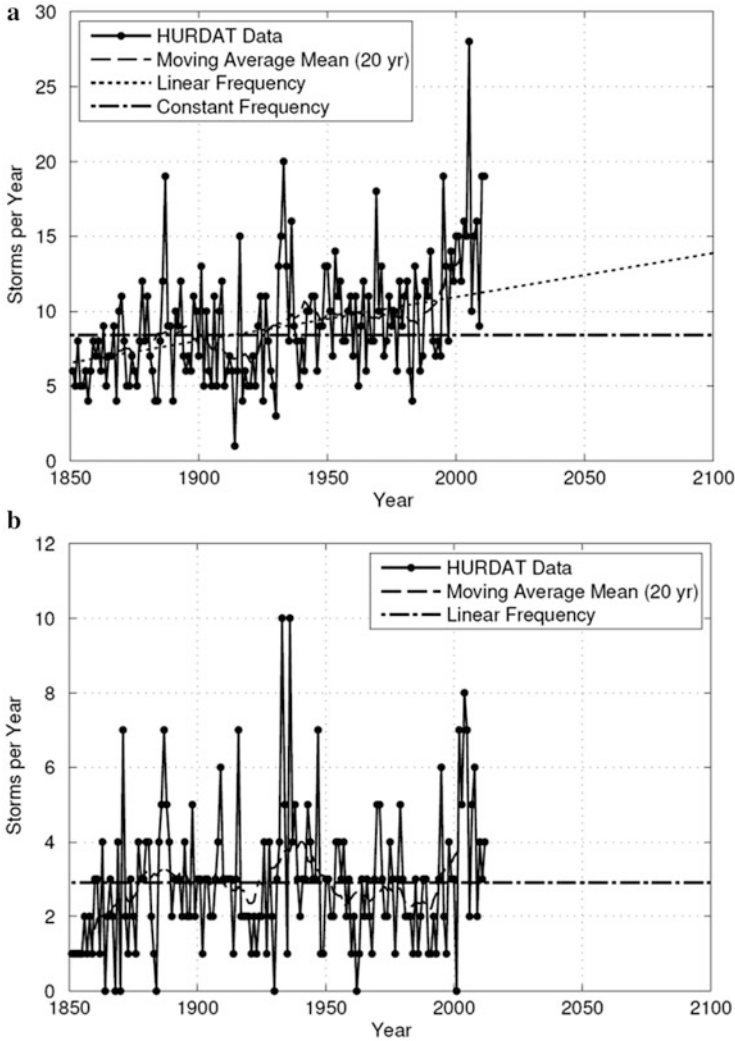 a
HURDAT Data
Moving Average Mean (20 yr)
Linear Frequency
Constant Frequency
Storms per Year
30
25
20
15
10
5
0
1850 1900 1950 2000 2050 2100
Year
b
HURDAT Data
Moving Average Mean (20 yr)
Linear Frequency
Storms per Year
12
10
8
6
4
2
0
1850 1900 1950 2000 2050 2100
Year